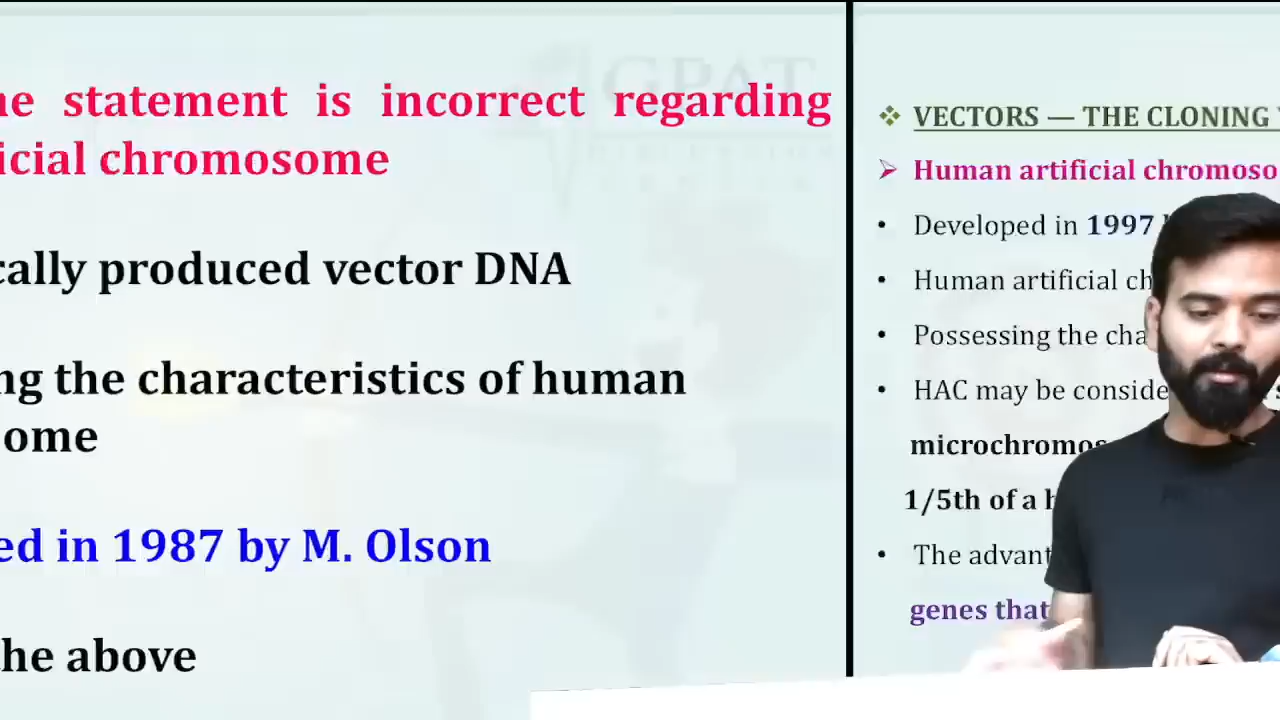 ne statement is incorrect regarding
icial chromosome
cally produced vector DNA
ng the characteristics of human
ome
ed in 1987 by M. Olson
he above
GPAT
❖ VECTORS — THE CLONING
➢ Human artificial chromoso
• Developed in 1997
• Human artificial ch
• Possessing the cha
• HAC may be conside
microchromos
1/5th of a h
• The advant
genes that